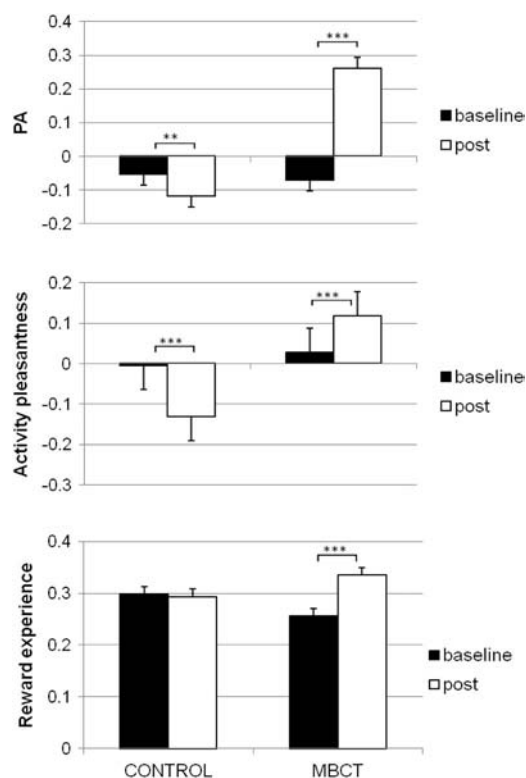 0.4
0.3
0.2
0.1
0
-0.1
-0.2
PA
**
***
baseline
post
0.2
0.1
0
-0.1
-0.2
-0.3
Activity pleasantness
***
***
baseline
post
0.4
0.3
0.2
0.1
0
Reward experience
***
baseline
post
CONTROL MBCT